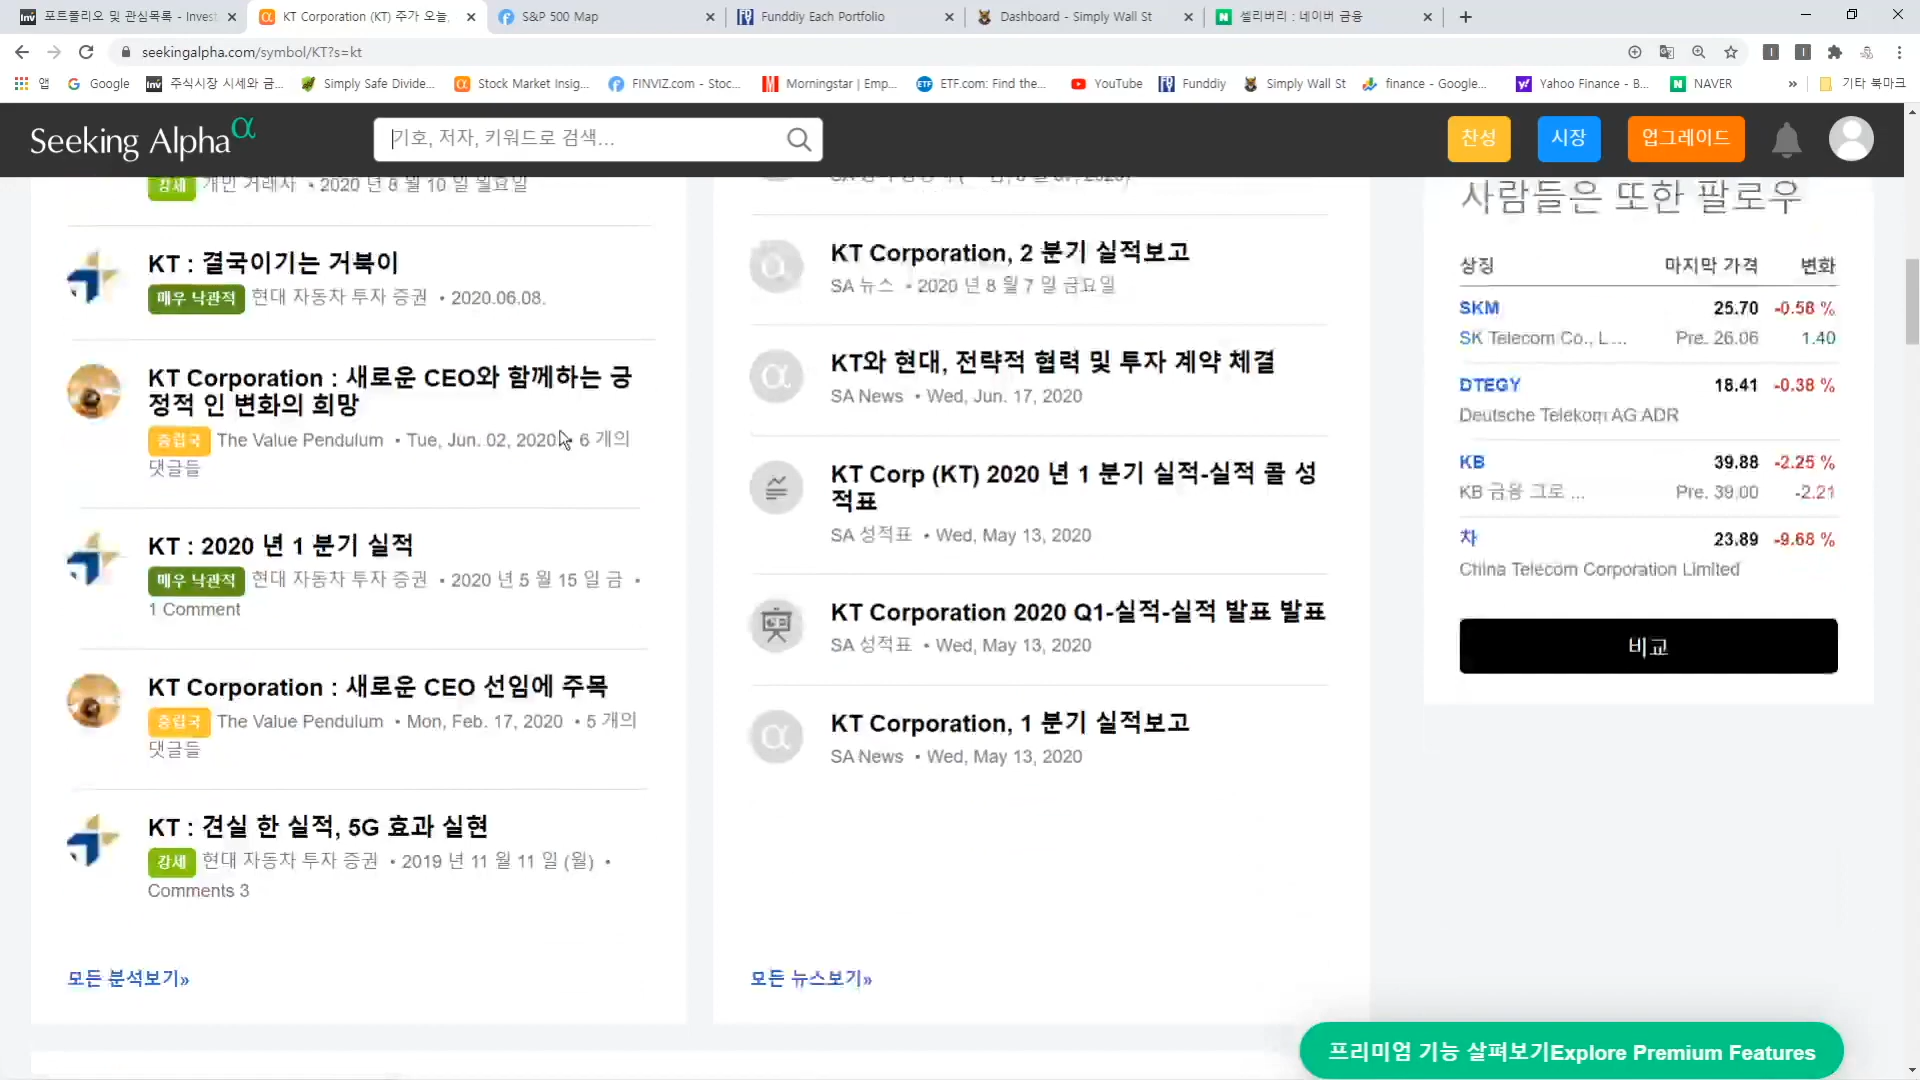 포트폴리오 및 관심목록 - Invest
KT Corporation (KT) 주가 오늘,
S&P 500 Map
Funddiy Each Portfolio
Dashboard - Simply Wall St
셀리버리 : 네이버 금융
seekingalpha.com/symbol/KT?s=kt
앱
Google
주식시장 시세와 금...
Simply Safe Divide...
Stock Market Insig...
FINVIZ.com - Stoc...
Morningstar | Emp...
ETF.com: Find the...
YouTube
Funddiy
Simply Wall St
finance - Google...
Yahoo Finance - B...
NAVER
»
기타 북마크
Seeking Alpha α
기호, 저자, 키워드로 검색...
찬성
시장
업그레이드
강세 개인 거래자 • 2020 년 8 월 10 일 월요일
KT : 결국이기는 거북이
매우 낙관적 현대 자동차 투자 증권 • 2020.06.08.
KT Corporation : 새로운 CEO와 함께하는 긍
정적 인 변화의 희망
중립국 The Value Pendulum • Tue, Jun. 02, 2020 • 6 개의
댓글들
KT : 2020 년 1 분기 실적
매우 낙관적 현대 자동차 투자 증권 • 2020 년 5 월 15 일 금 •
1 Comment
KT Corporation : 새로운 CEO 선임에 주목
중립국 The Value Pendulum • Mon, Feb. 17, 2020 • 5 개의
댓글들
KT : 견실 한 실적, 5G 효과 실현
강세 현대 자동차 투자 증권 • 2019 년 11 월 11 일 (월) •
Comments 3
모든 분석보기»
KT Corporation, 2 분기 실적보고
SA 뉴스 • 2020 년 8 월 7 일 금요일
KT와 현대, 전략적 협력 및 투자 계약 체결
SA News • Wed, Jun. 17, 2020
KT Corp (KT) 2020 년 1 분기 실적-실적 콜 성
적표
SA 성적표 • Wed, May 13, 2020
KT Corporation 2020 Q1-실적-실적 발표 발표
SA 성적표 • Wed, May 13, 2020
KT Corporation, 1 분기 실적보고
SA News • Wed, May 13, 2020
모든 뉴스보기»
사람들은 또한 팔로우
상징 마지막 가격 변화
SKM 25.70 -0.58 %
SK Telecom Co., L.... Pre. 26.06 1.40
DTEGY 18.41 -0.38 %
Deutsche Telekom AG ADR
KB 39.88 -2.25 %
KB 금융 그로 ... Pre. 39.00 -2.21
차 23.89 -9.68 %
China Telecom Corporation Limited
비교
프리미엄 기능 살펴보기Explore Premium Features